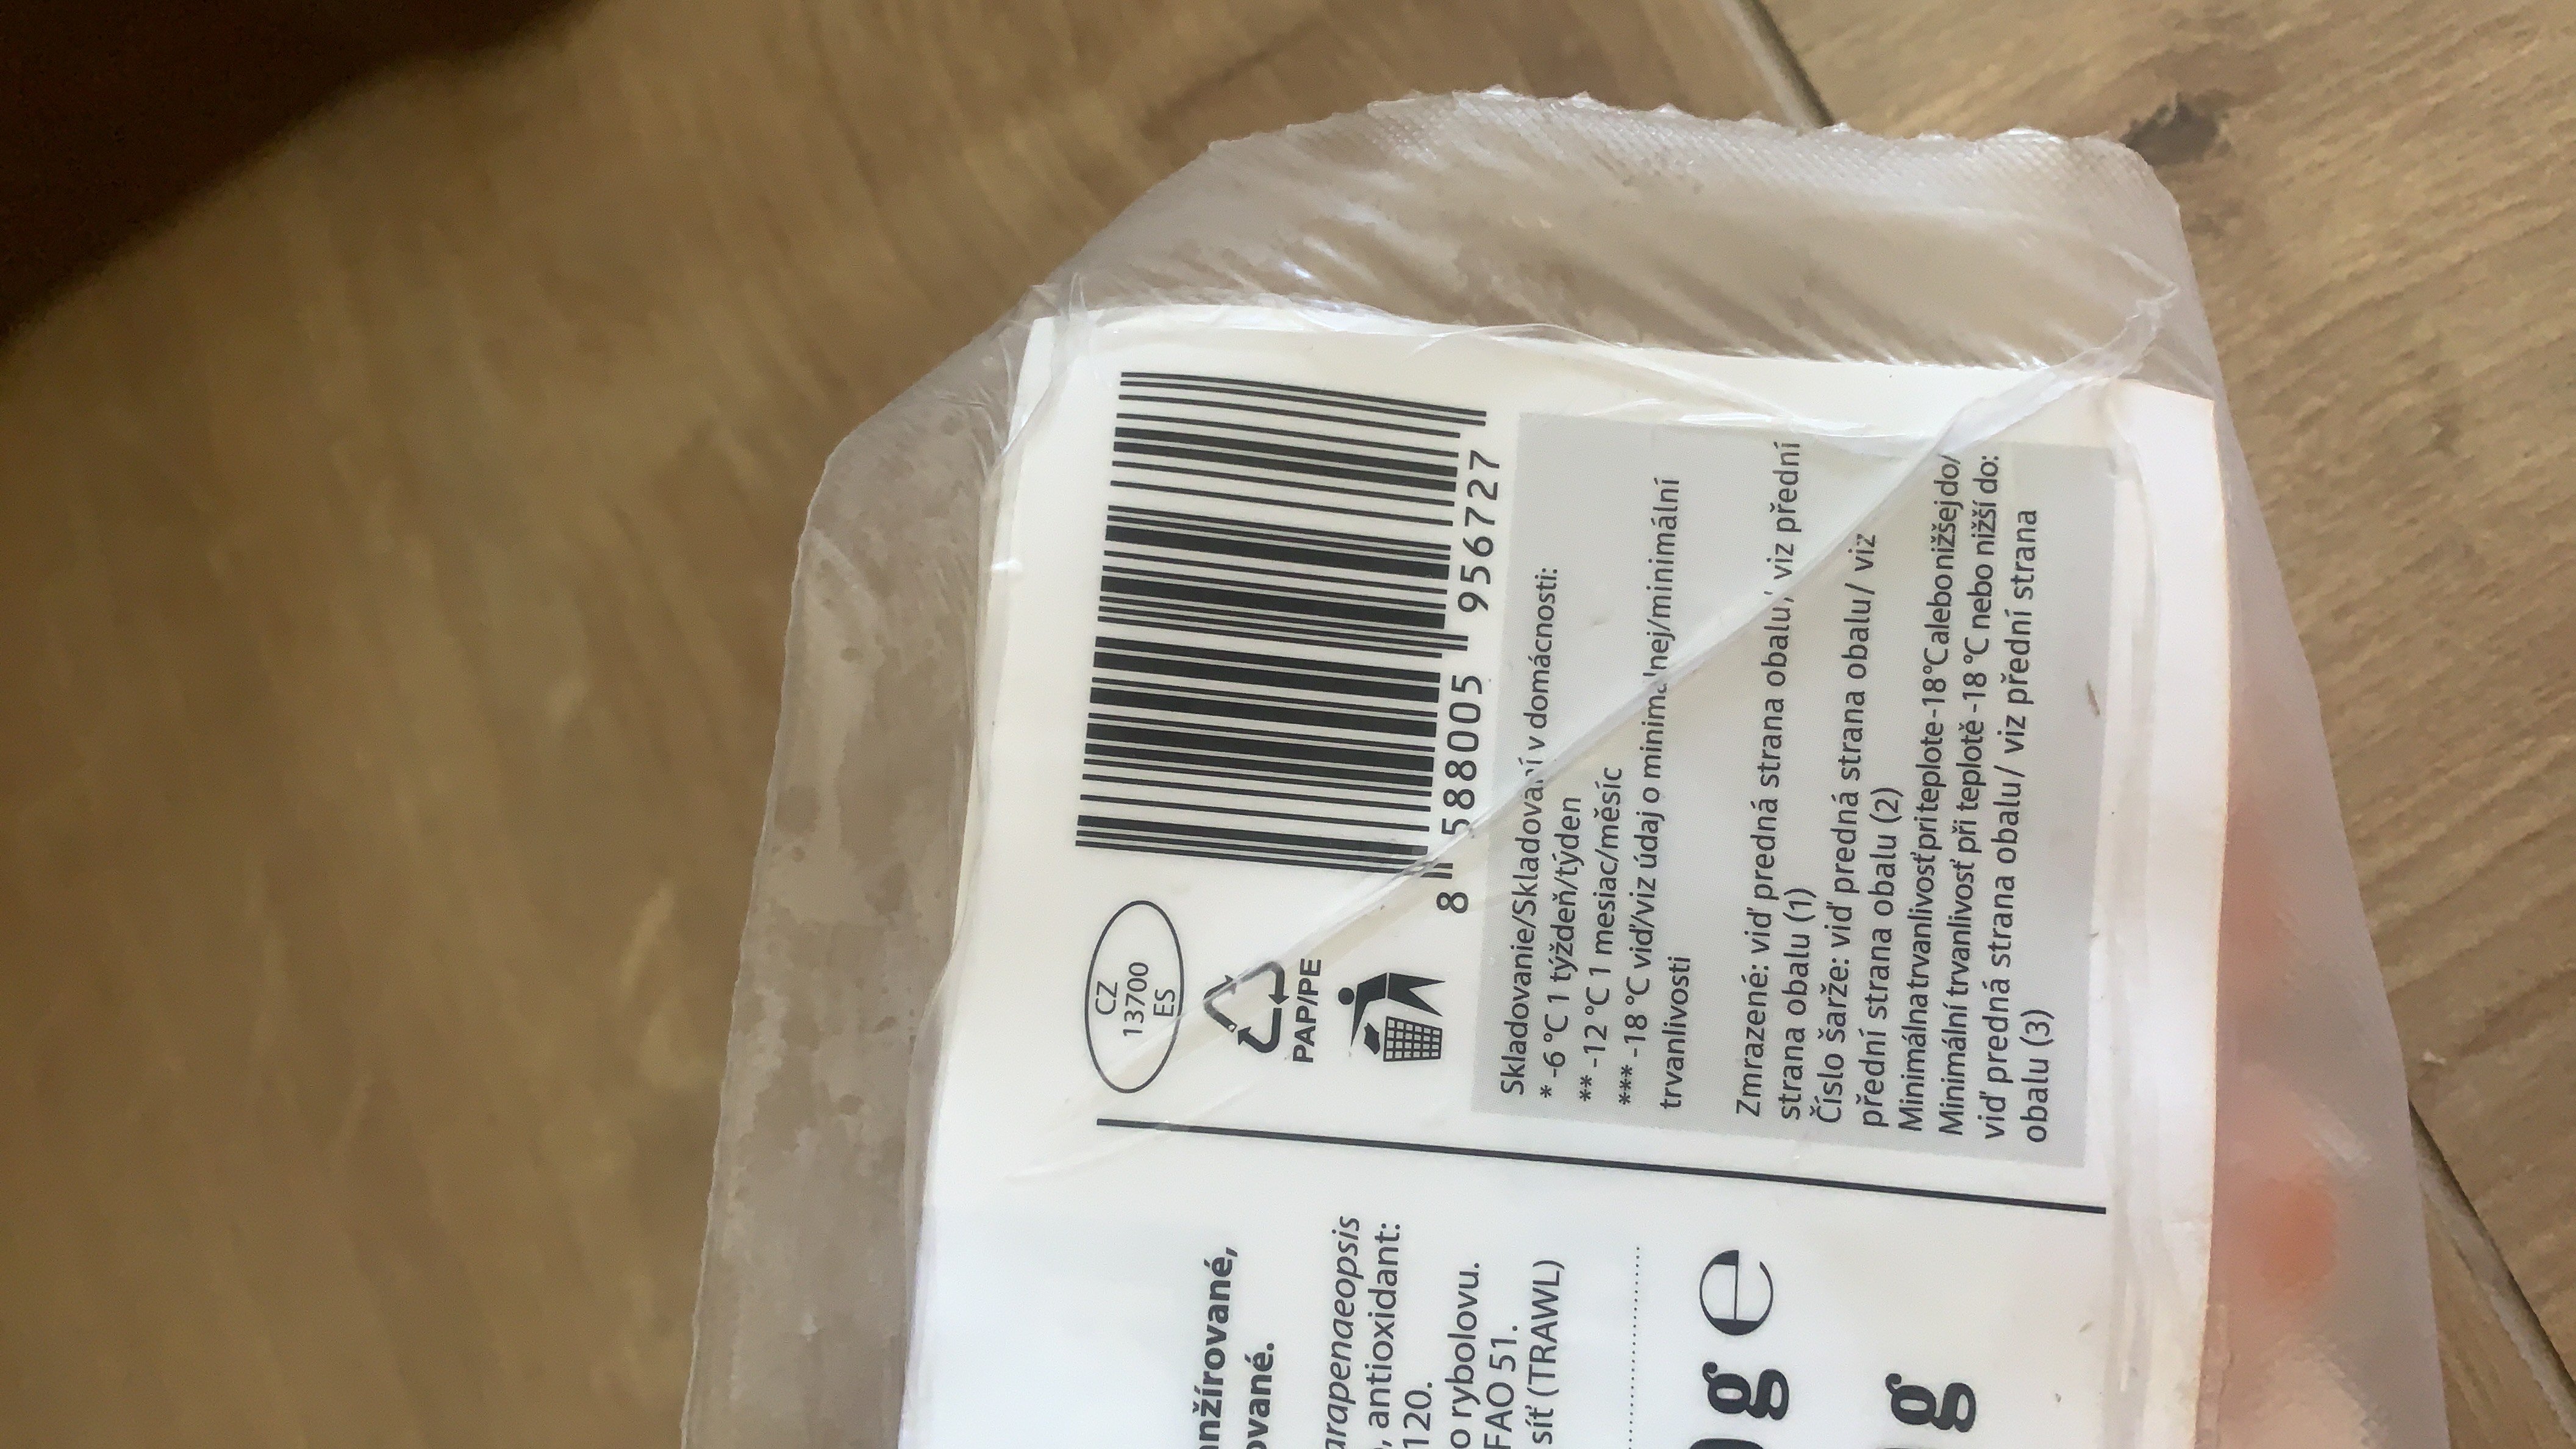 CZ
13700
ES
PAP/PE
8 588005 956727
Skladovanie/Skladování v domácnosti:
* -6 °C 1 týždeň/týden
** -12 °C 1 mesiac/měsíc
*** -18 °C viď/viz údaj o minimálnej/minimální
trvanlivosti
Zmrazené: viď predná strana obalu/ viz přední
strana obalu (1)
Číslo šarže: viď predná strana obalu/ viz
přední strana obalu (2)
Minimálna trvanlivosť pri teplote -18 °C alebo nižšej do/
Minimální trvanlivosť při teplotě -18 °C nebo nižší do:
viď predná strana obalu/ viz přední strana
obalu (3)
nžírované,
ované.
arapenaeopsis
, antioxidant:
120.
o rybolovu.
FAO 51.
síť (TRAWL)
g e
g